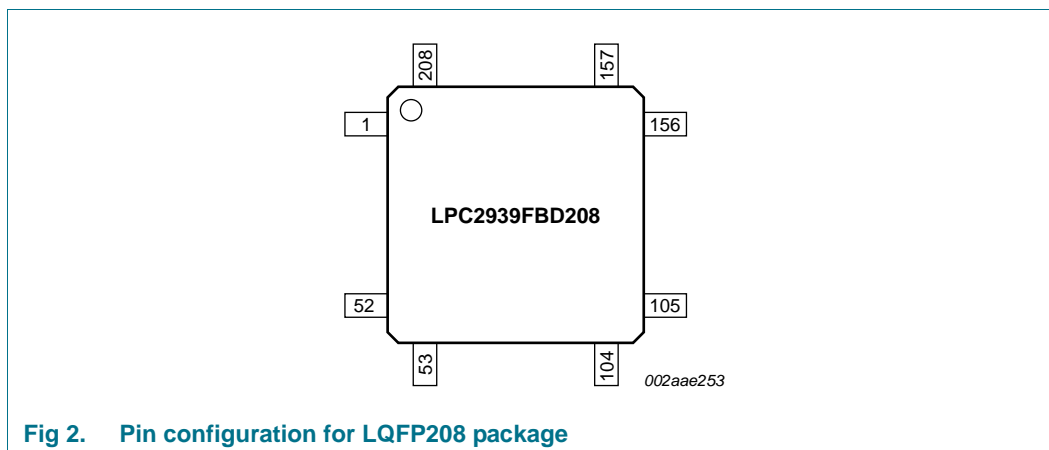 208
157
1
156
LPC2939FBD208
52
105
53
104
002aae253
Fig 2. Pin configuration for LQFP208 package